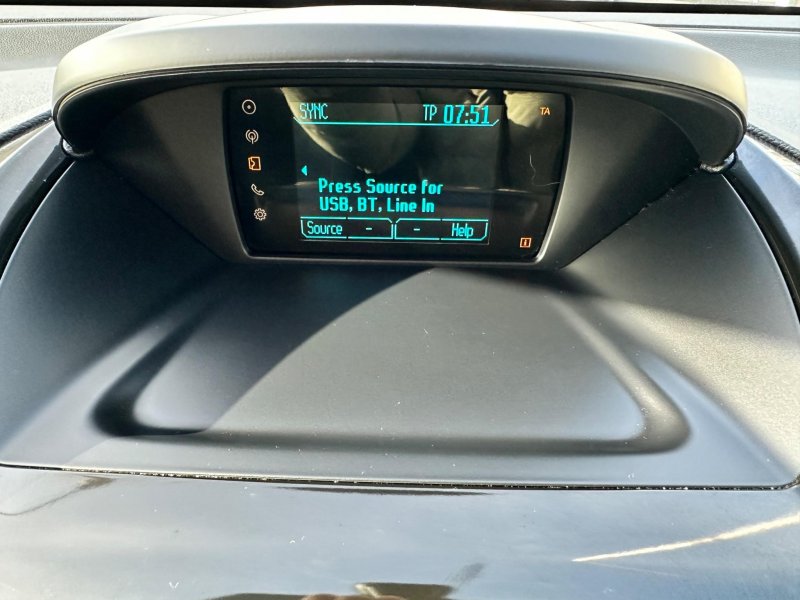 SYNC TP 07:51 TA
Press Source for
USB, BT, Line In
Source - - Help